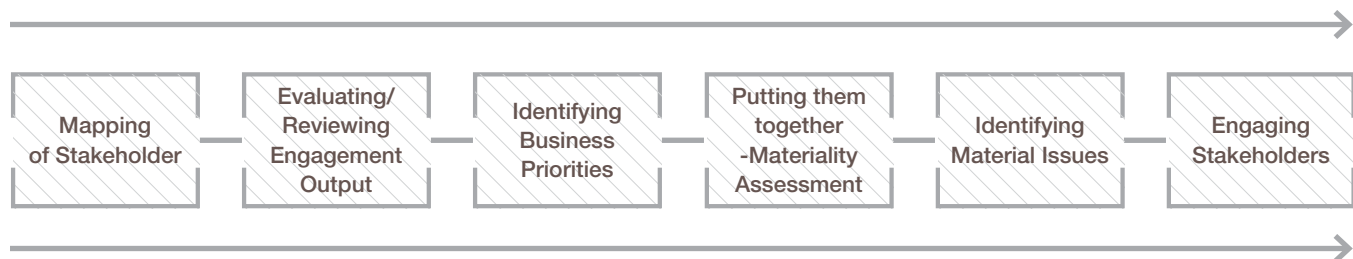 Mapping
of Stakeholder
Evaluating/
Reviewing
Engagement
Output
Identifying
Business
Priorities
Putting them
together
-Materiality
Assessment
Identifying
Material Issues
Engaging
Stakeholders